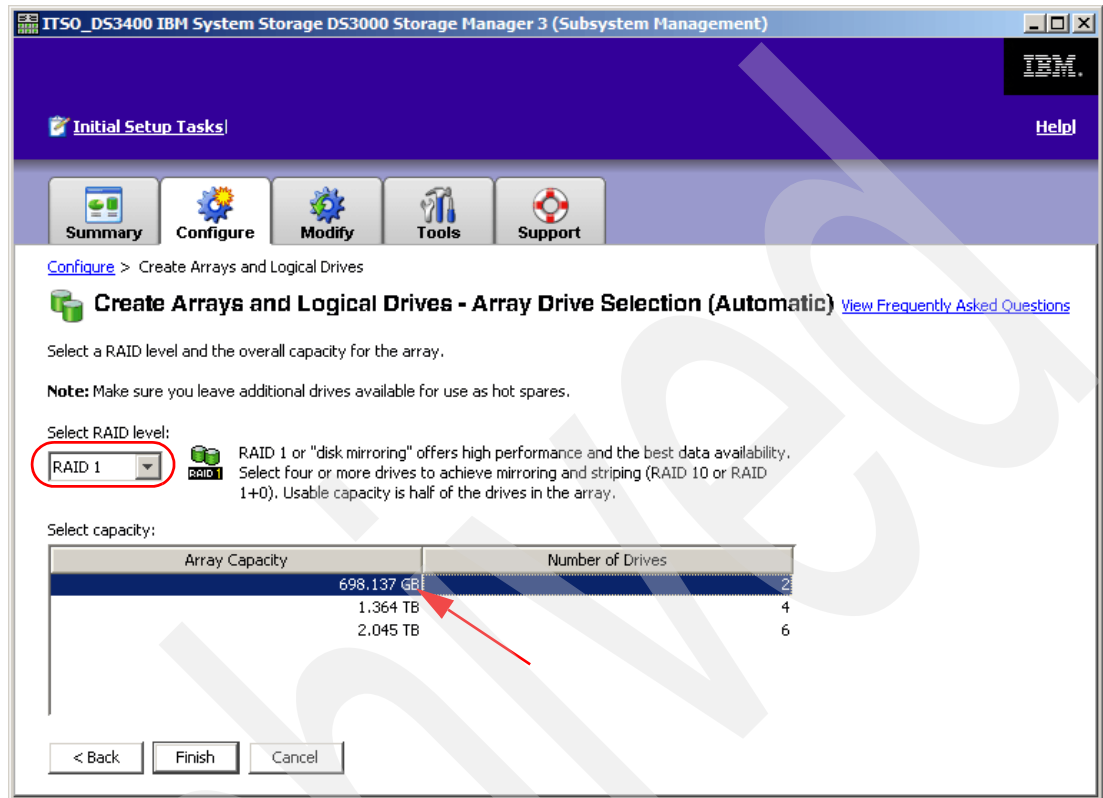 ITSO_DS3400 IBM System Storage DS3000 Storage Manager 3 (Subsystem Management)
IBM.
Initial Setup Tasks
Help
Summary
Configure
Modify
Tools
Support
Configure > Create Arrays and Logical Drives
Create Arrays and Logical Drives - Array Drive Selection (Automatic) View Frequently Asked Questions
Select a RAID level and the overall capacity for the array.
Note: Make sure you leave additional drives available for use as hot spares.
Select RAID level:
RAID 1
RAID 1
RAID 1 or "disk mirroring" offers high performance and the best data availability.
Select four or more drives to achieve mirroring and striping (RAID 10 or RAID
1+0). Usable capacity is half of the drives in the array.
Select capacity:
Array Capacity Number of Drives
698.137 GB 2
1.364 TB 4
2.045 TB 6
< Back Finish Cancel